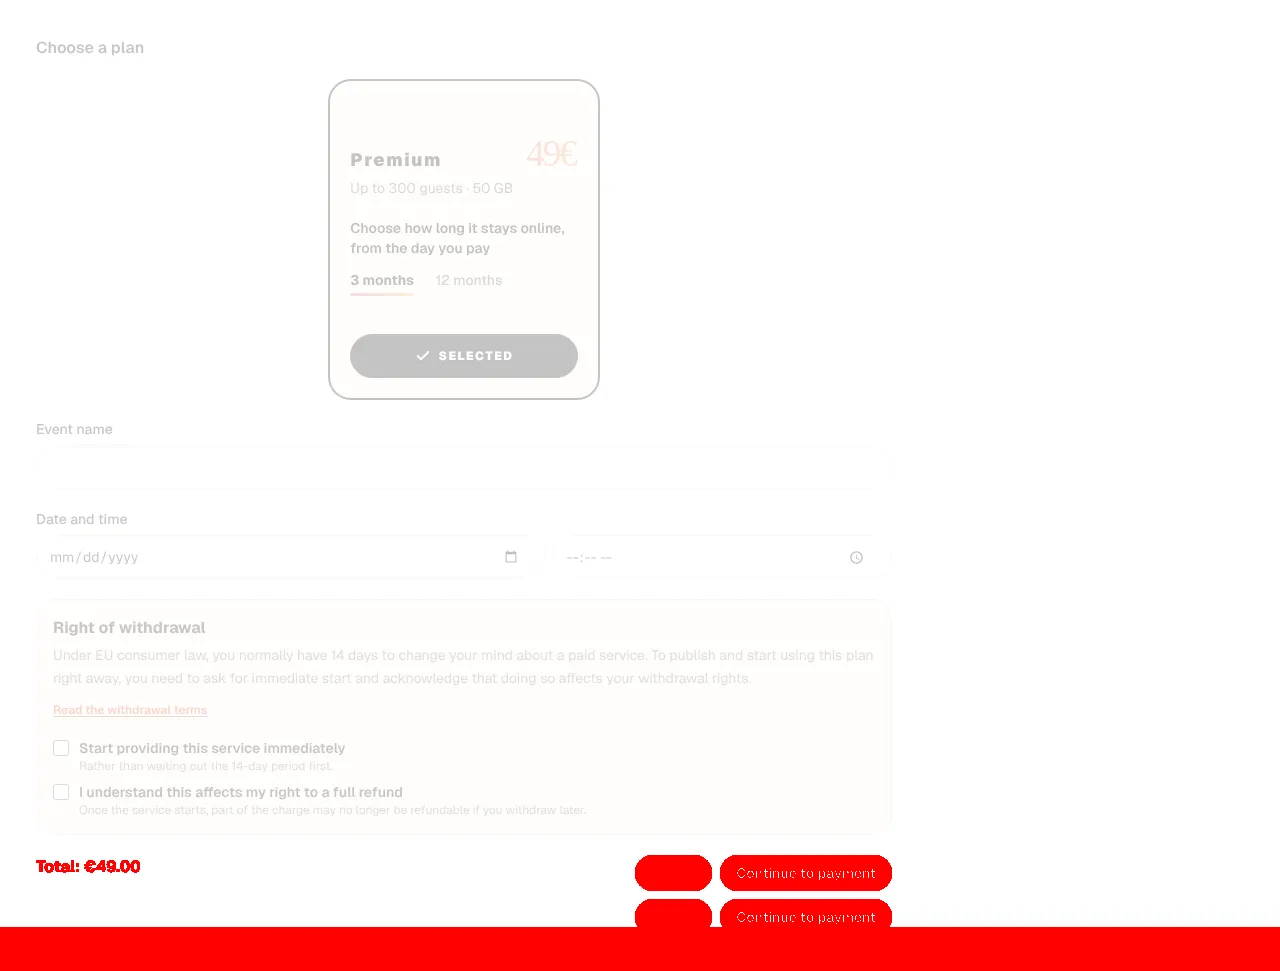 Choose a plan
Premium
49€
Up to 300 guests · 50 GB
Choose how long it stays online,
from the day you pay
3 months
12 months
SELECTED
Event name
Date and time
mm/dd/yyyy
--:-- --
Right of withdrawal
Under EU consumer law, you normally have 14 days to change your mind about a paid service. To publish and start using this plan
right away, you need to ask for immediate start and acknowledge that doing so affects your withdrawal rights.
Read the withdrawal terms
Start providing this service immediately
Rather than waiting out the 14-day period first.
I understand this affects my right to a full refund
Once the service starts, part of the charge may no longer be refundable if you withdraw later.
Total: €49.00
Continue to payment
Continue to payment